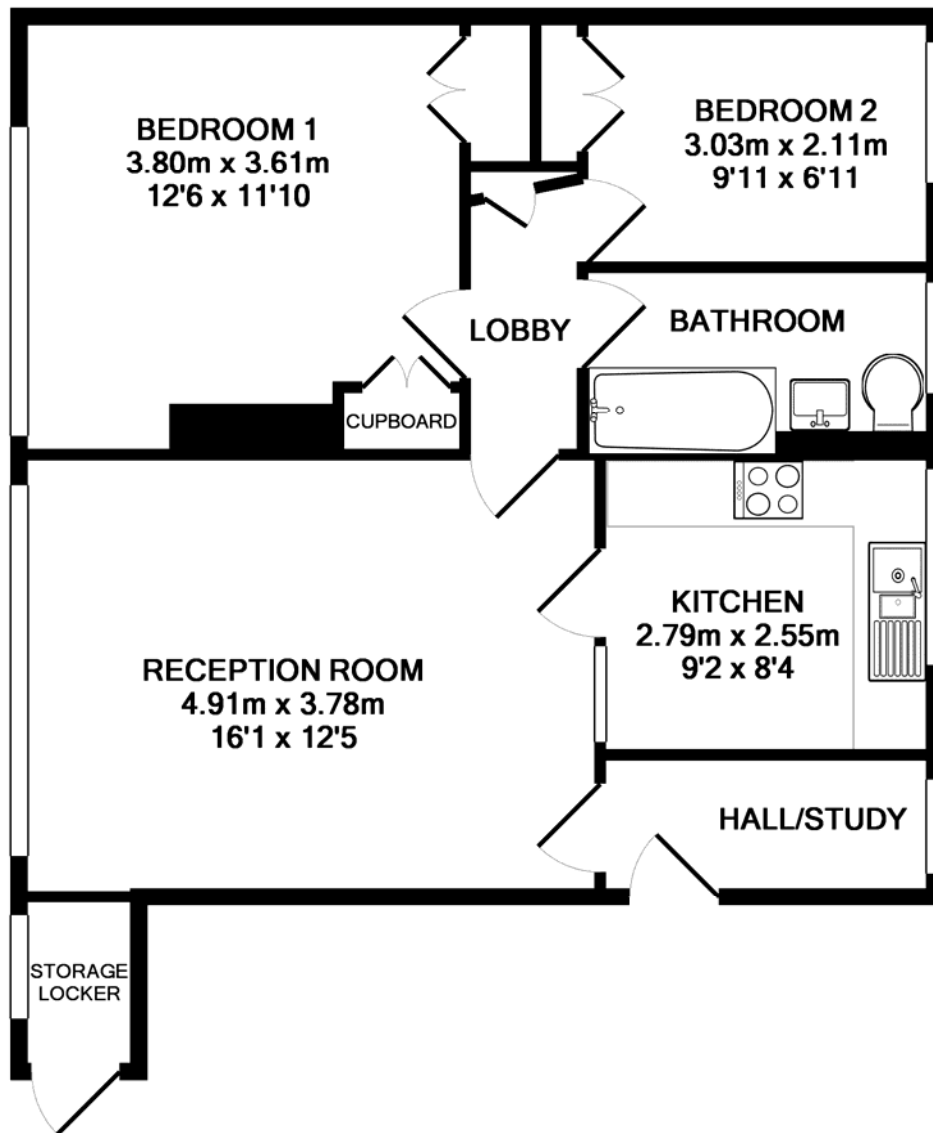 BEDROOM 1
3.80m x 3.61m
12'6 x 11'10
BEDROOM 2
3.03m x 2.11m
9'11 x 6'11
LOBBY
BATHROOM
CUPBOARD
KITCHEN
2.79m x 2.55m
9'2 x 8'4
RECEPTION ROOM
4.91m x 3.78m
16'1 x 12'5
HALL/STUDY
STORAGE
LOCKER